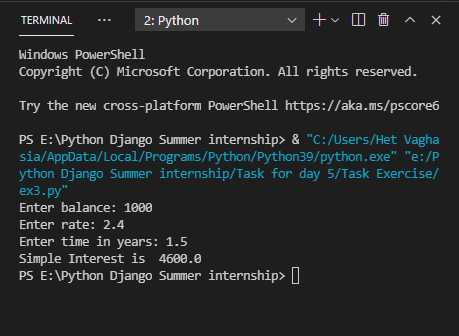 TERMINAL ... 2: Python
Windows PowerShell
Copyright (C) Microsoft Corporation. All rights reserved.
Try the new cross-platform PowerShell https://aka.ms/pscore6
PS E:\Python Django Summer internship> & "C:/Users/Het Vagha
sia/AppData/Local/Programs/Python/Python39/python.exe" "e:/P
ython Django Summer internship/Task for day 5/Task Exercise/
ex3.py"
Enter balance: 1000
Enter rate: 2.4
Enter time in years: 1.5
Simple Interest is  4600.0
PS E:\Python Django Summer internship>